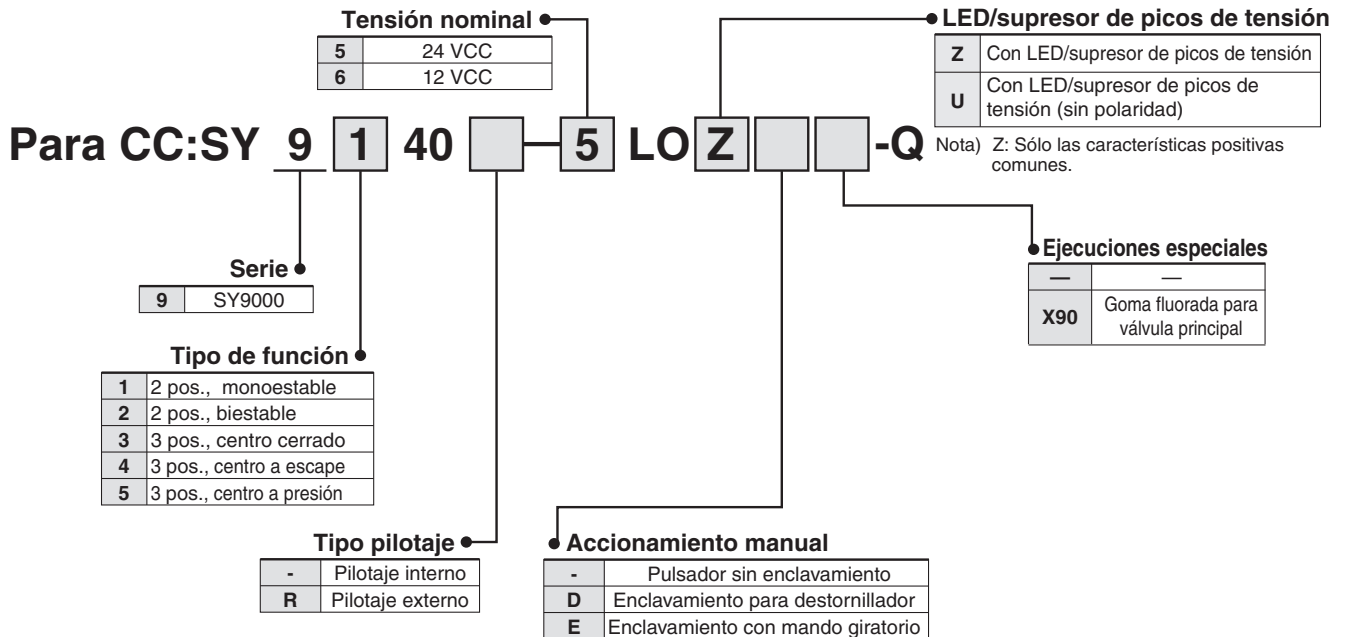 Tensión nominal
5 24 VCC
6 12 VCC
LED/supresor de picos de tensión
Z Con LED/supresor de picos de tensión
U Con LED/supresor de picos de
tensión (sin polaridad)
Nota) Z: Sólo las características positivas
comunes.
Para CC:SY 9 1 40 - 5 LO Z -Q
Serie
9 SY9000
Ejecuciones especiales
— —
X90 Goma fluorada para
válvula principal
Tipo de función
1 2 pos., monoestable
2 2 pos., biestable
3 3 pos., centro cerrado
4 3 pos., centro a escape
5 3 pos., centro a presión
Tipo pilotaje
- Pilotaje interno
R Pilotaje externo
Accionamiento manual
- Pulsador sin enclavamiento
D Enclavamiento para destornillador
E Enclavamiento con mando giratorio